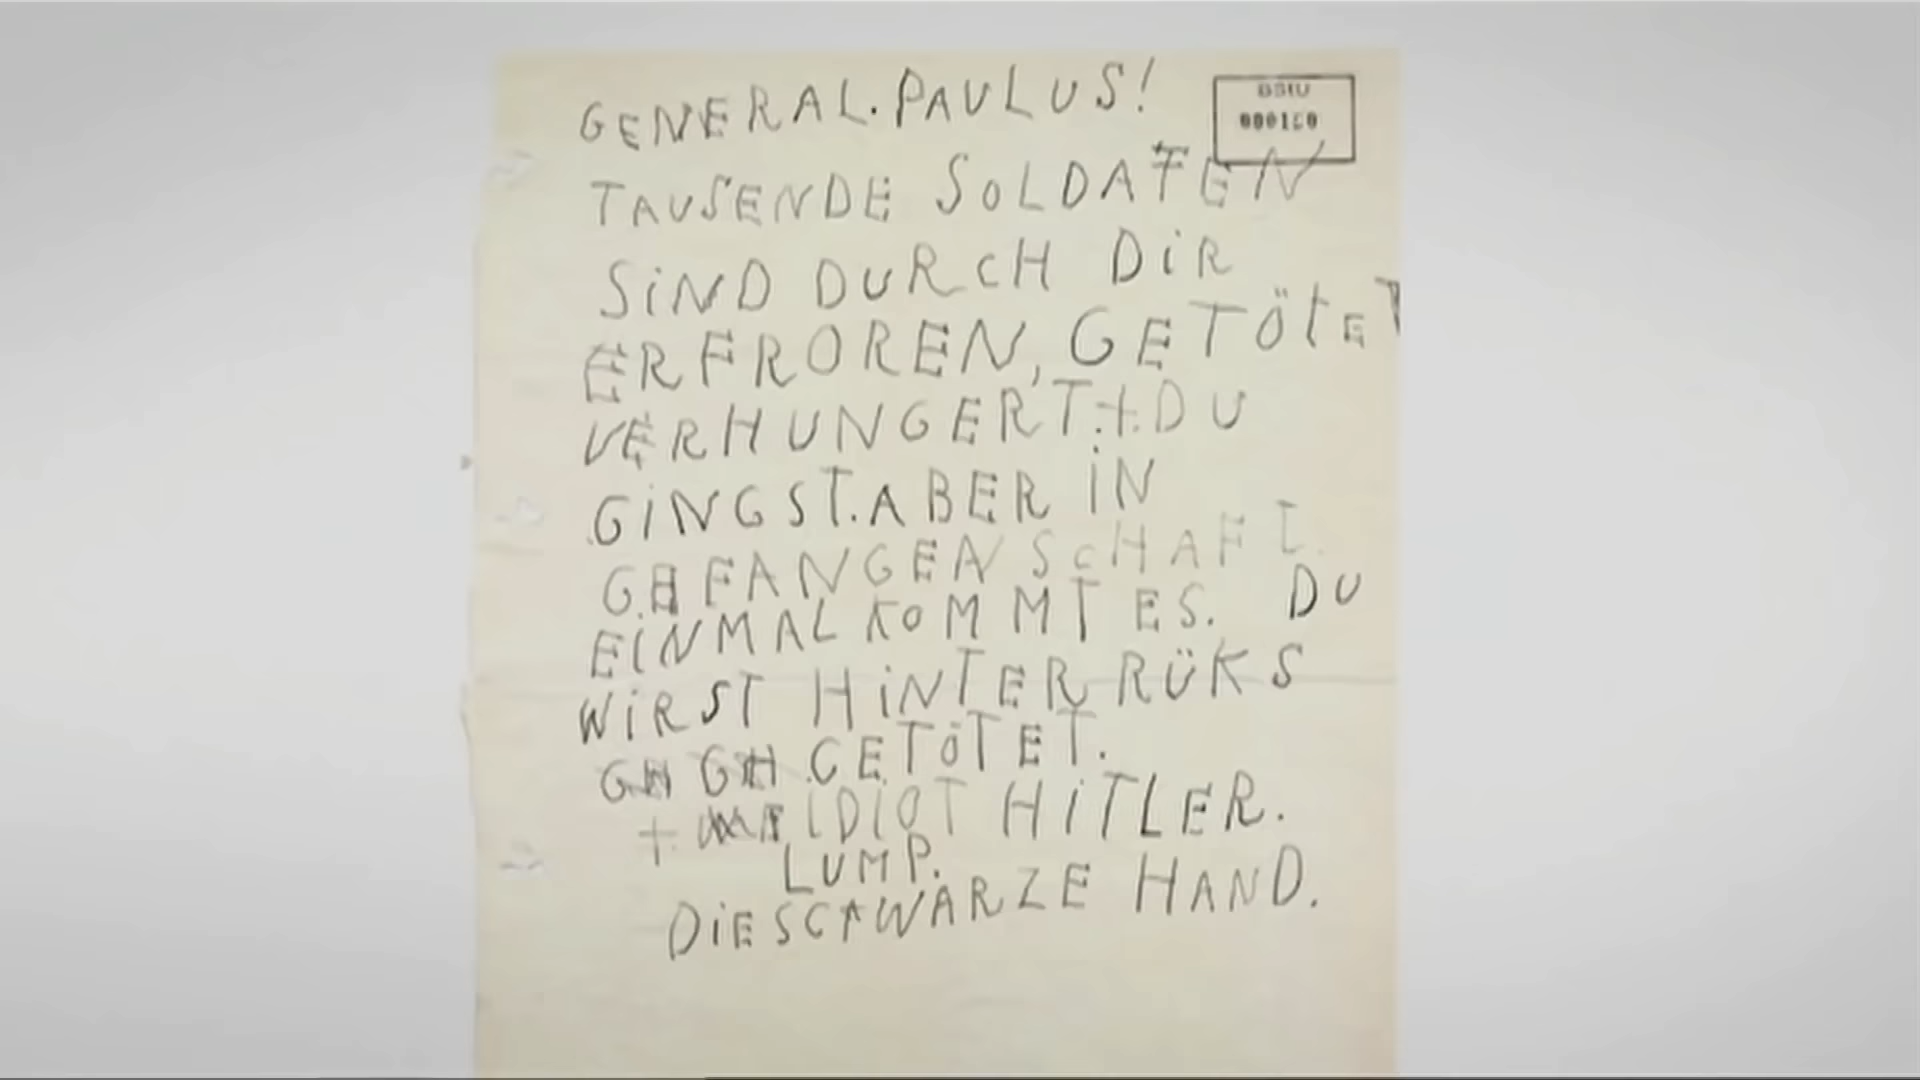 GENERAL. PAULUS!
BStU
TAUSENDE SOLDATEN
SiND DURCH DiR
ERFROREN, GETÖTET
VERHUNGERT. +. DU
GiNGST. ABER iN
GEFANGENSCHAFT.
EiNMAL KOMMT ES. DU
WiRST HiNTERRÜKS
GETÖTET.
+ IDIOT HiTLER.
LUMP.
DiE SCHWARZE HAND.